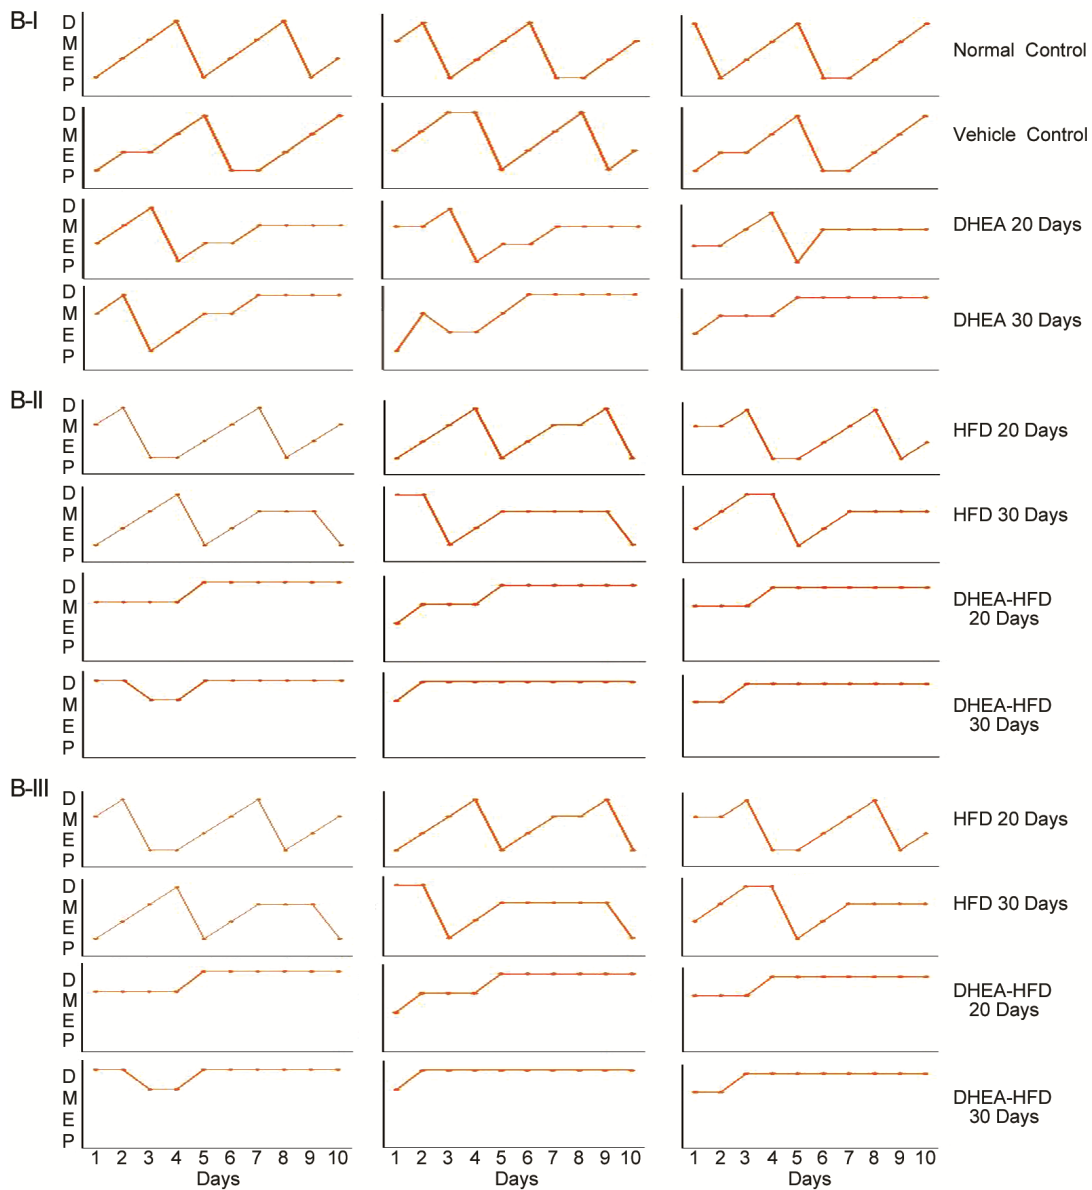 B-I
D
M
E
P
Normal Control
D
M
E
P
Vehicle Control
D
M
E
P
DHEA 20 Days
D
M
E
P
DHEA 30 Days
B-II
D
M
E
P
HFD 20 Days
D
M
E
P
HFD 30 Days
D
M
E
P
DHEA-HFD
20 Days
D
M
E
P
DHEA-HFD
30 Days
B-III
D
M
E
P
HFD 20 Days
D
M
E
P
HFD 30 Days
D
M
E
P
DHEA-HFD
20 Days
D
M
E
P
DHEA-HFD
30 Days
1 2 3 4 5 6 7 8 9 10 1 2 3 4 5 6 7 8 9 10 1 2 3 4 5 6 7 8 9 10
Days Days Days